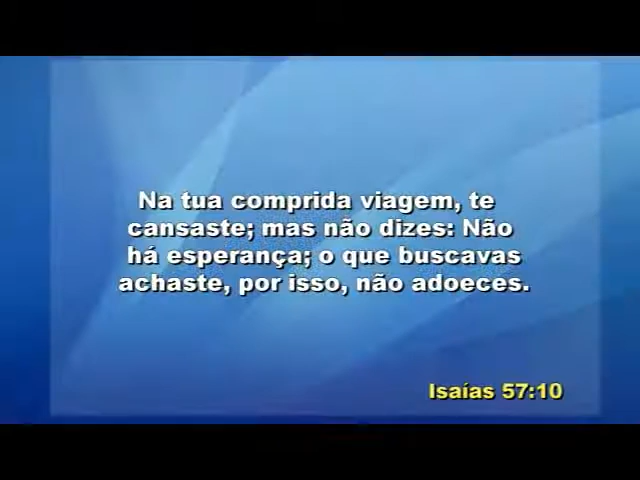 Na tua comprida viagem, te
cansaste; mas não dizes: Não
há esperança; o que buscavas
achaste, por isso, não adoeces.
Isaías 57:10